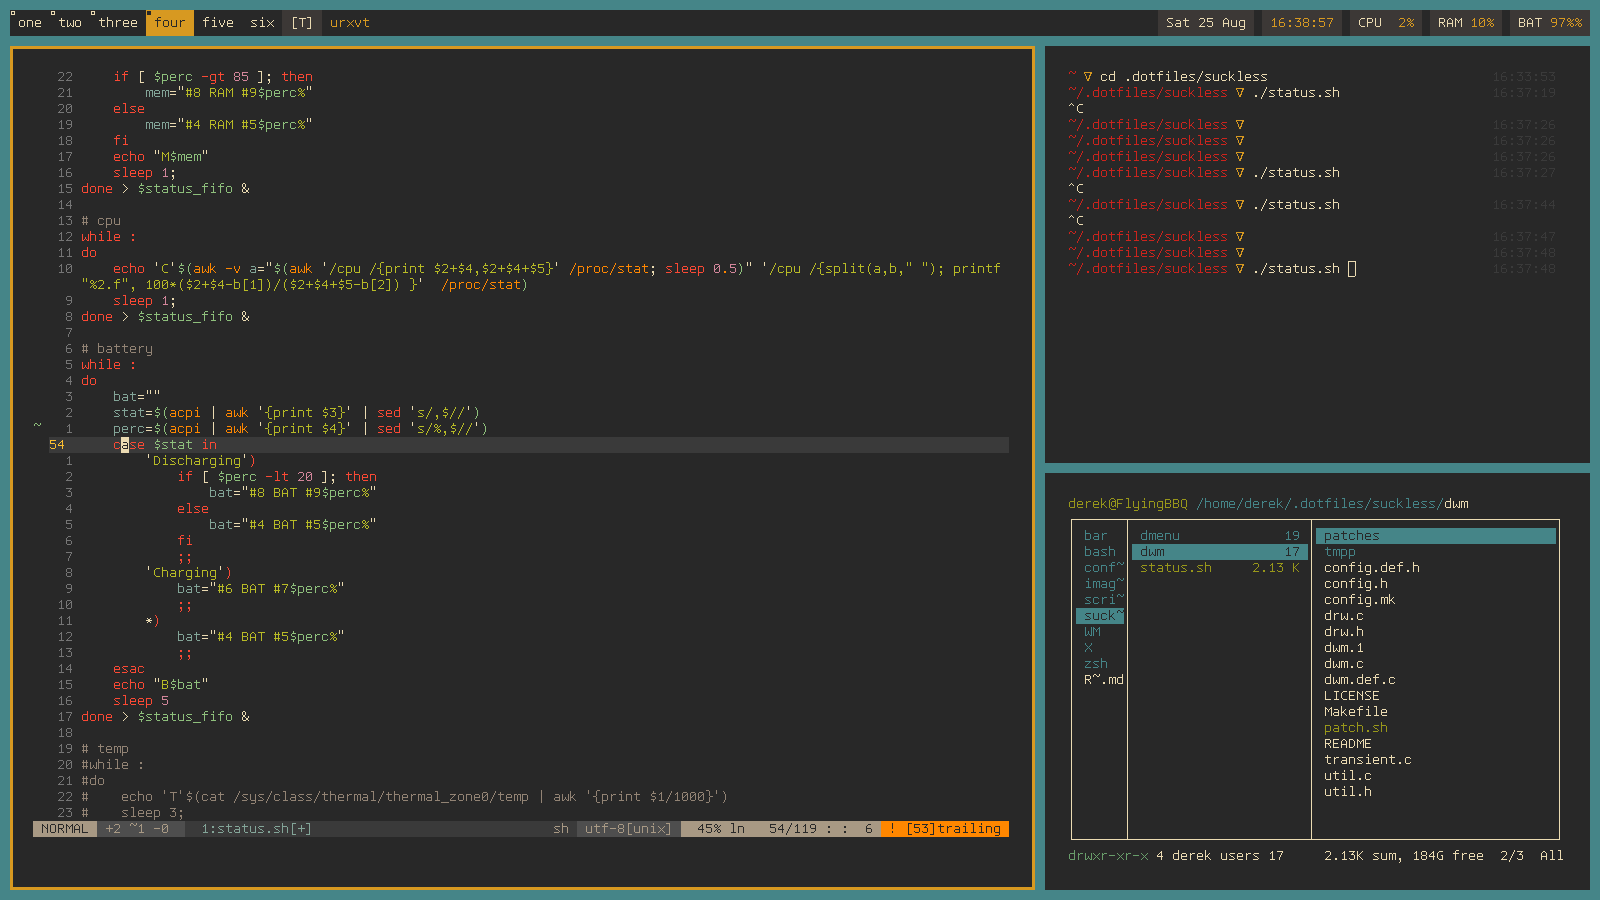 one two three four five six [T] urxvt Sat 25 Aug 16:38:57 CPU 2% RAM 10% BAT 97%%
22 if [ $perc -gt 85 ]; then
21 mem="#8 RAM #9$perc%"
20 else
19 mem="#4 RAM #5$perc%"
18 fi
17 echo "M$mem"
16 sleep 1;
15 done > $status_fifo &
14
13 # cpu
12 while :
11 do
10 echo 'C'$(awk -v a="$(awk '/cpu /{print $2+$4,$2+$4+$5}' /proc/stat; sleep 0.5)" '/cpu /{split(a,b," "); printf
"%2.f", 100*($2+$4-b[1])/($2+$4+$5-b[2]) }'  /proc/stat)
9 sleep 1;
8 done > $status_fifo &
7
6 # battery
5 while :
4 do
3 bat=""
2 stat=$(acpi | awk '{print $3}' | sed 's/,$//')
~ 1 perc=$(acpi | awk '{print $4}' | sed 's/%,$//')
54 case $stat in
1 'Discharging')
2 if [ $perc -lt 20 ]; then
3 bat="#8 BAT #9$perc%"
4 else
5 bat="#4 BAT #5$perc%"
6 fi
7 ;;
8 'Charging')
9 bat="#6 BAT #7$perc%"
10 ;;
11 *)
12 bat="#4 BAT #5$perc%"
13 ;;
14 esac
15 echo "B$bat"
16 sleep 5
17 done > $status_fifo &
18
19 # temp
20 #while :
21 #do
22 #    echo 'T'$(cat /sys/class/thermal/thermal_zone0/temp | awk '{print $1/1000}')
23 #    sleep 3;
NORMAL +2 ~1 -0 1:status.sh[+] sh utf-8[unix] 45% ln 54/119 : : 6 ! [53]trailing
~ ∇ cd .dotfiles/suckless 16:33:53
~/.dotfiles/suckless ∇ ./status.sh 16:37:19
^C
~/.dotfiles/suckless ∇ 16:37:26
~/.dotfiles/suckless ∇ 16:37:26
~/.dotfiles/suckless ∇ 16:37:26
~/.dotfiles/suckless ∇ ./status.sh 16:37:27
^C
~/.dotfiles/suckless ∇ ./status.sh 16:37:44
^C
~/.dotfiles/suckless ∇ 16:37:47
~/.dotfiles/suckless ∇ 16:37:48
~/.dotfiles/suckless ∇ ./status.sh 16:37:48
derek@FlyingBBQ /home/derek/.dotfiles/suckless/dwm
bar dmenu 19 patches
bash dwm 17 tmpp
conf~ status.sh 2.13 K config.def.h
imag~ config.h
scri~ config.mk
suck~ drw.c
WM drw.h
X dwm.1
zsh dwm.c
R~.md dwm.def.c
LICENSE
Makefile
patch.sh
README
transient.c
util.c
util.h
drwxr-xr-x 4 derek users 17 2.13K sum, 184G free 2/3 All